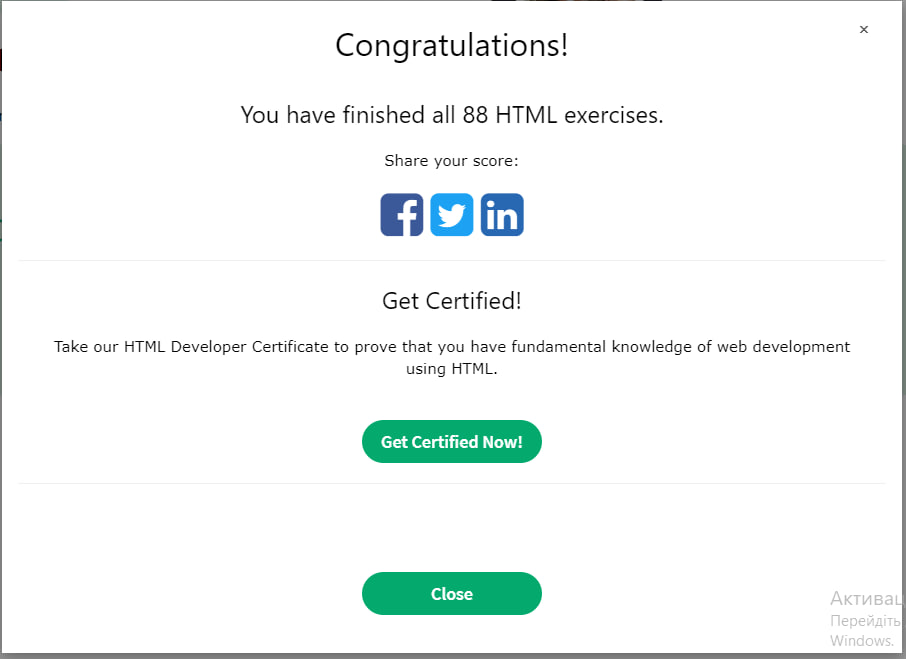 ×
Congratulations!
You have finished all 88 HTML exercises.
Share your score:
Get Certified!
Take our HTML Developer Certificate to prove that you have fundamental knowledge of web development
using HTML.
Get Certified Now!
Close
Перейдіть
Windows.